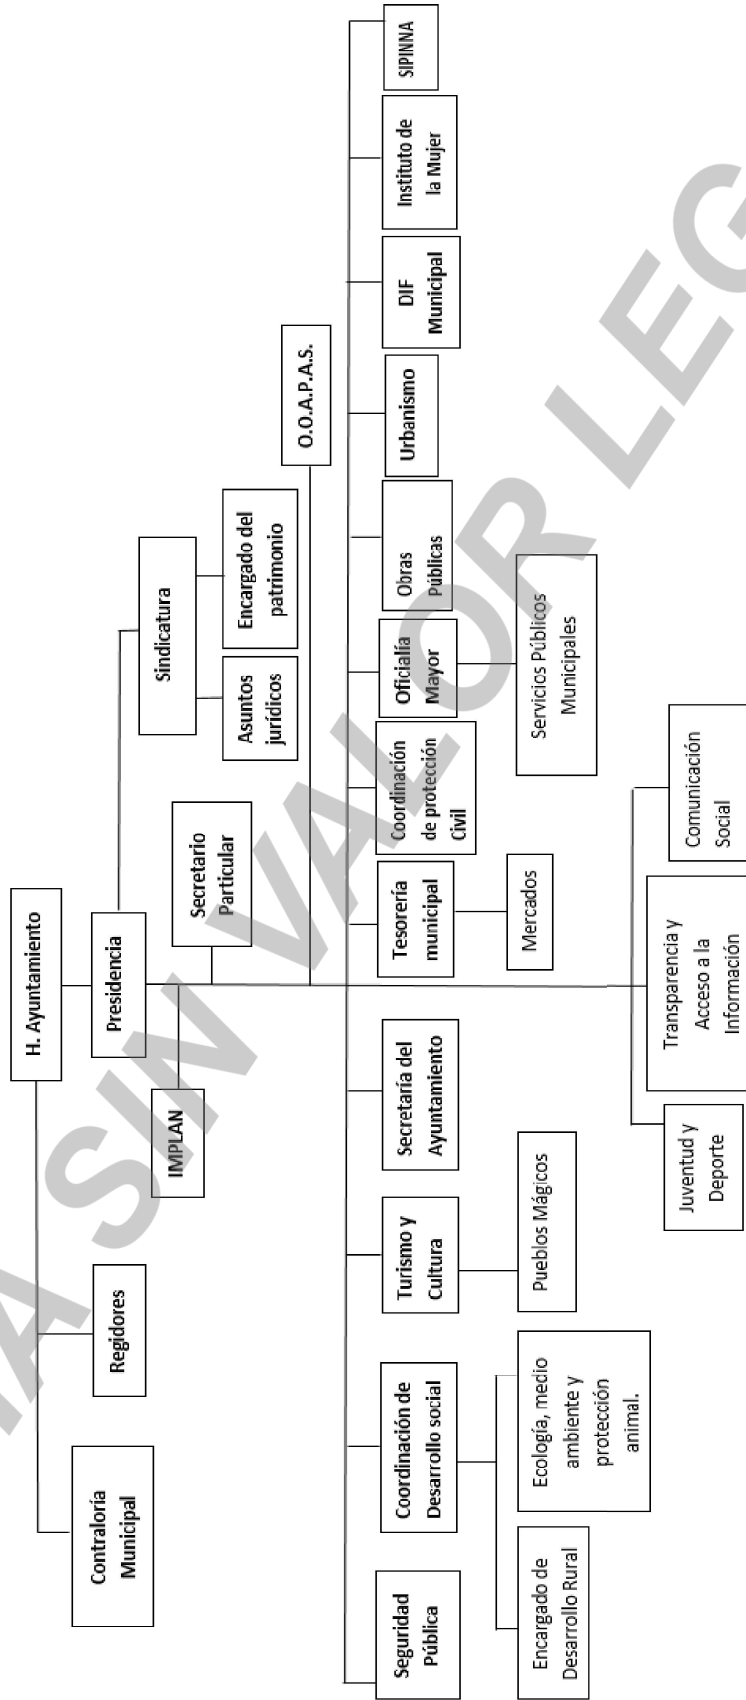 H. Ayuntamiento
Contraloría
Municipal
Regidores
Presidencia
Sindicatura
IMPLAN
Secretario
Particular
Asuntos
jurídicos
Encargado del
patrimonio
O.O.A.P.A.S.
Seguridad
Pública
Coordinación de
Desarrollo social
Turismo y
Cultura
Secretaría del
Ayuntamiento
Tesorería
municipal
Coordinación
de protección
Civil
Oficialía
Mayor
Obras
Públicas
Urbanismo
DIF
Municipal
Instituto de
la Mujer
SIPINNA
Encargado de
Desarrollo Rural
Ecología, medio
ambiente y
protección
animal.
Pueblos Mágicos
Mercados
Servicios Públicos
Municipales
Juventud y
Deporte
Transparencia y
Acceso a la
Información
Comunicación
Social
SIN VALOR LEG